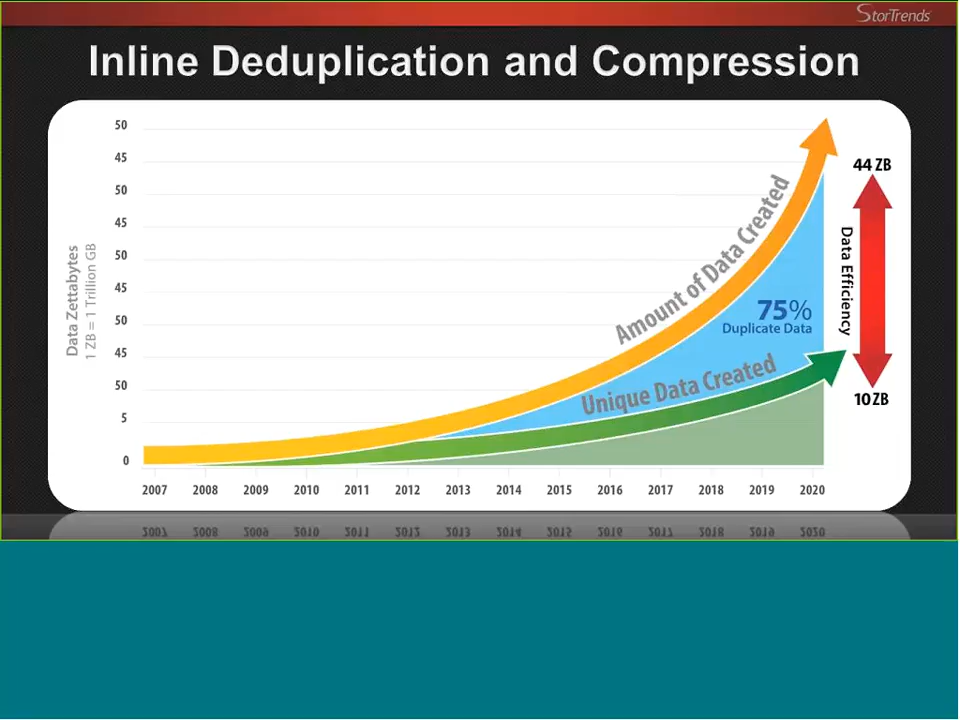 StorTrends
Inline Deduplication and Compression
50
45
50
45
50
45
50
45
50
5
0
Data Zettabytes
1 ZB = 1 Trillion GB
Amount of Data Created
75%
Duplicate Data
Unique Data Created
44 ZB
Data Efficiency
10 ZB
2007 2008 2009 2010 2011 2012 2013 2014 2015 2016 2017 2018 2019 2020